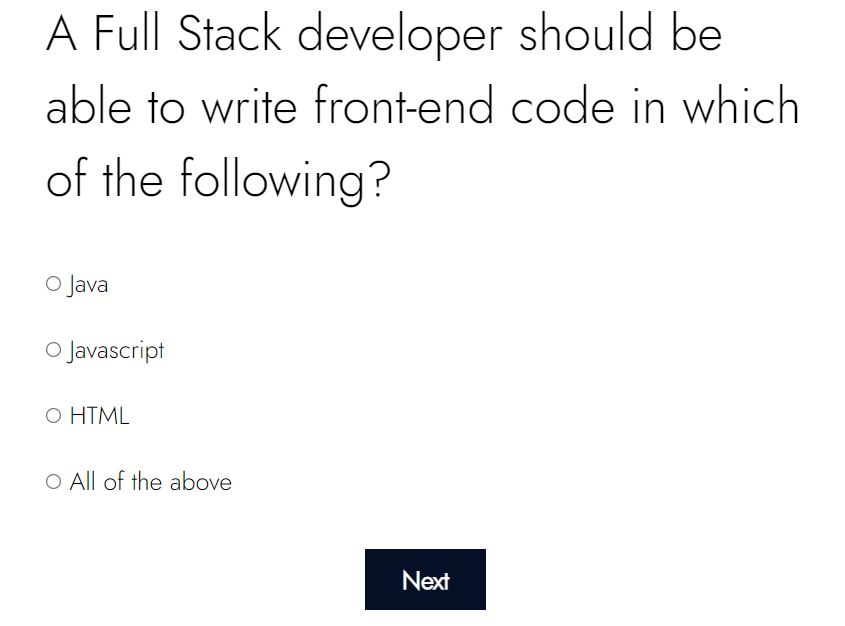 A Full Stack developer should be
able to write front-end code in which
of the following?
Java
Javascript
HTML
All of the above
Next